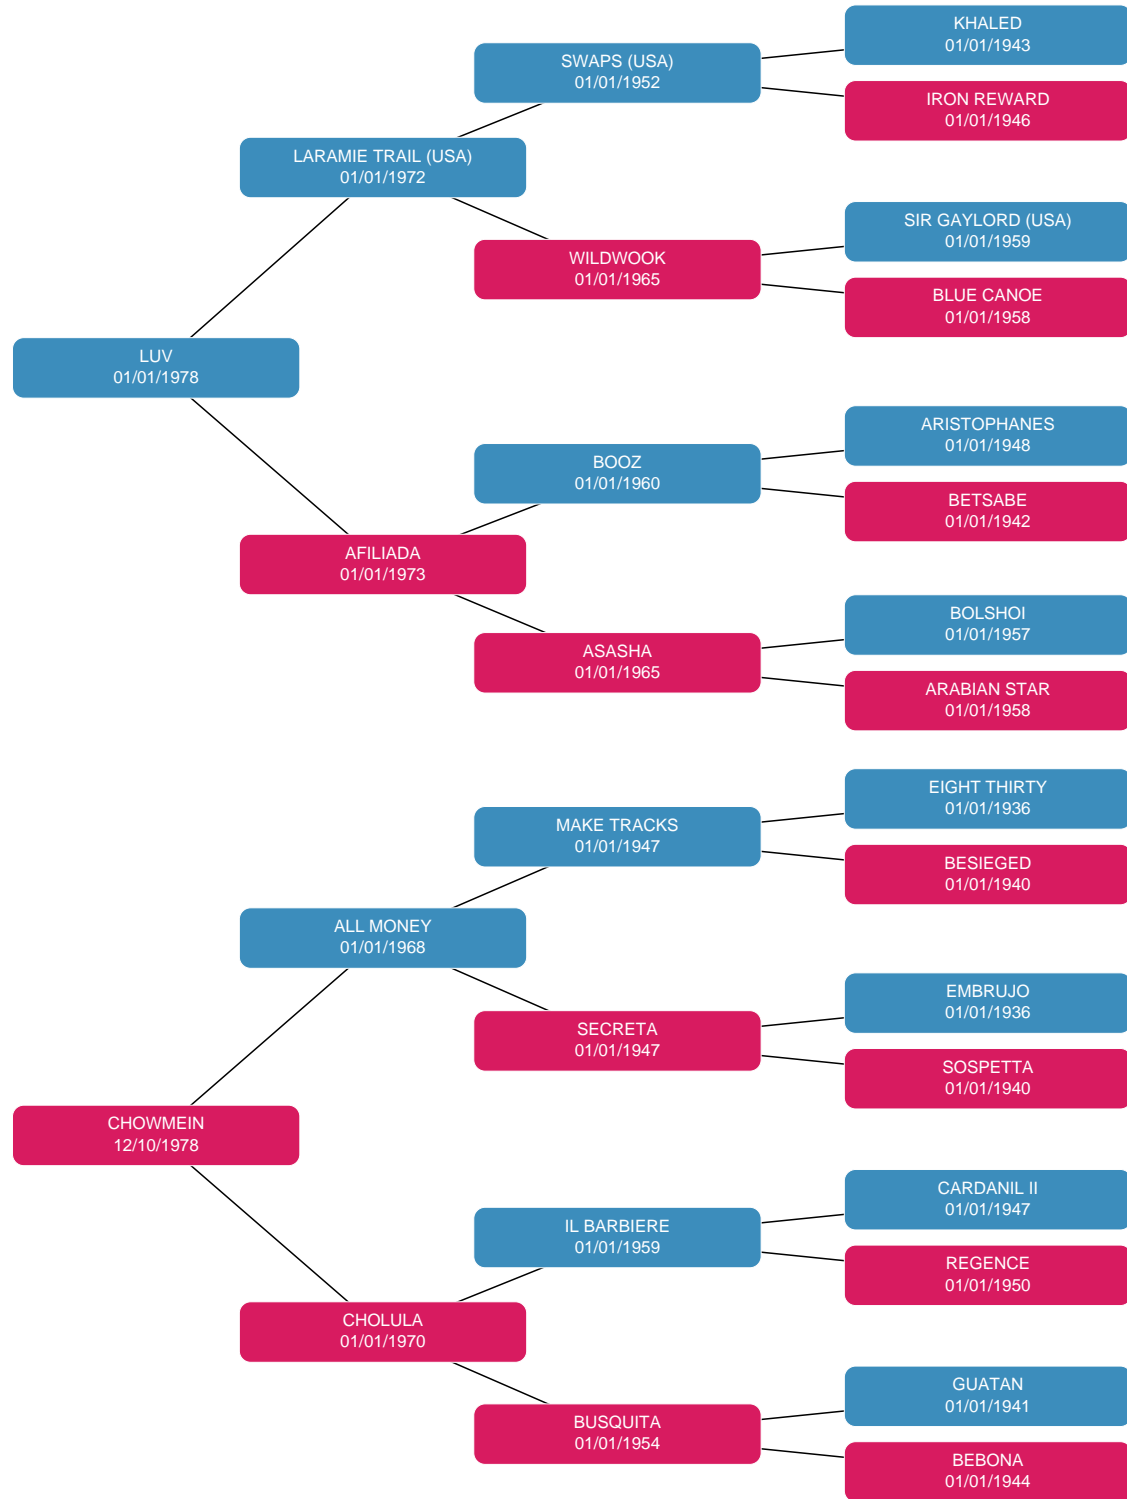 KHALED
01/01/1943
SWAPS (USA)
01/01/1952
IRON REWARD
01/01/1946
LARAMIE TRAIL (USA)
01/01/1972
SIR GAYLORD (USA)
01/01/1959
WILDWOOK
01/01/1965
BLUE CANOE
01/01/1958
LUV
01/01/1978
ARISTOPHANES
01/01/1948
BOOZ
01/01/1960
BETSABE
01/01/1942
AFILIADA
01/01/1973
BOLSHOI
01/01/1957
ASASHA
01/01/1965
ARABIAN STAR
01/01/1958
EIGHT THIRTY
01/01/1936
MAKE TRACKS
01/01/1947
BESIEGED
01/01/1940
ALL MONEY
01/01/1968
EMBRUJO
01/01/1936
SECRETA
01/01/1947
SOSPETTA
01/01/1940
CHOWMEIN
12/10/1978
CARDANIL II
01/01/1947
IL BARBIERE
01/01/1959
REGENCE
01/01/1950
CHOLULA
01/01/1970
GUATAN
01/01/1941
BUSQUITA
01/01/1954
BEBONA
01/01/1944